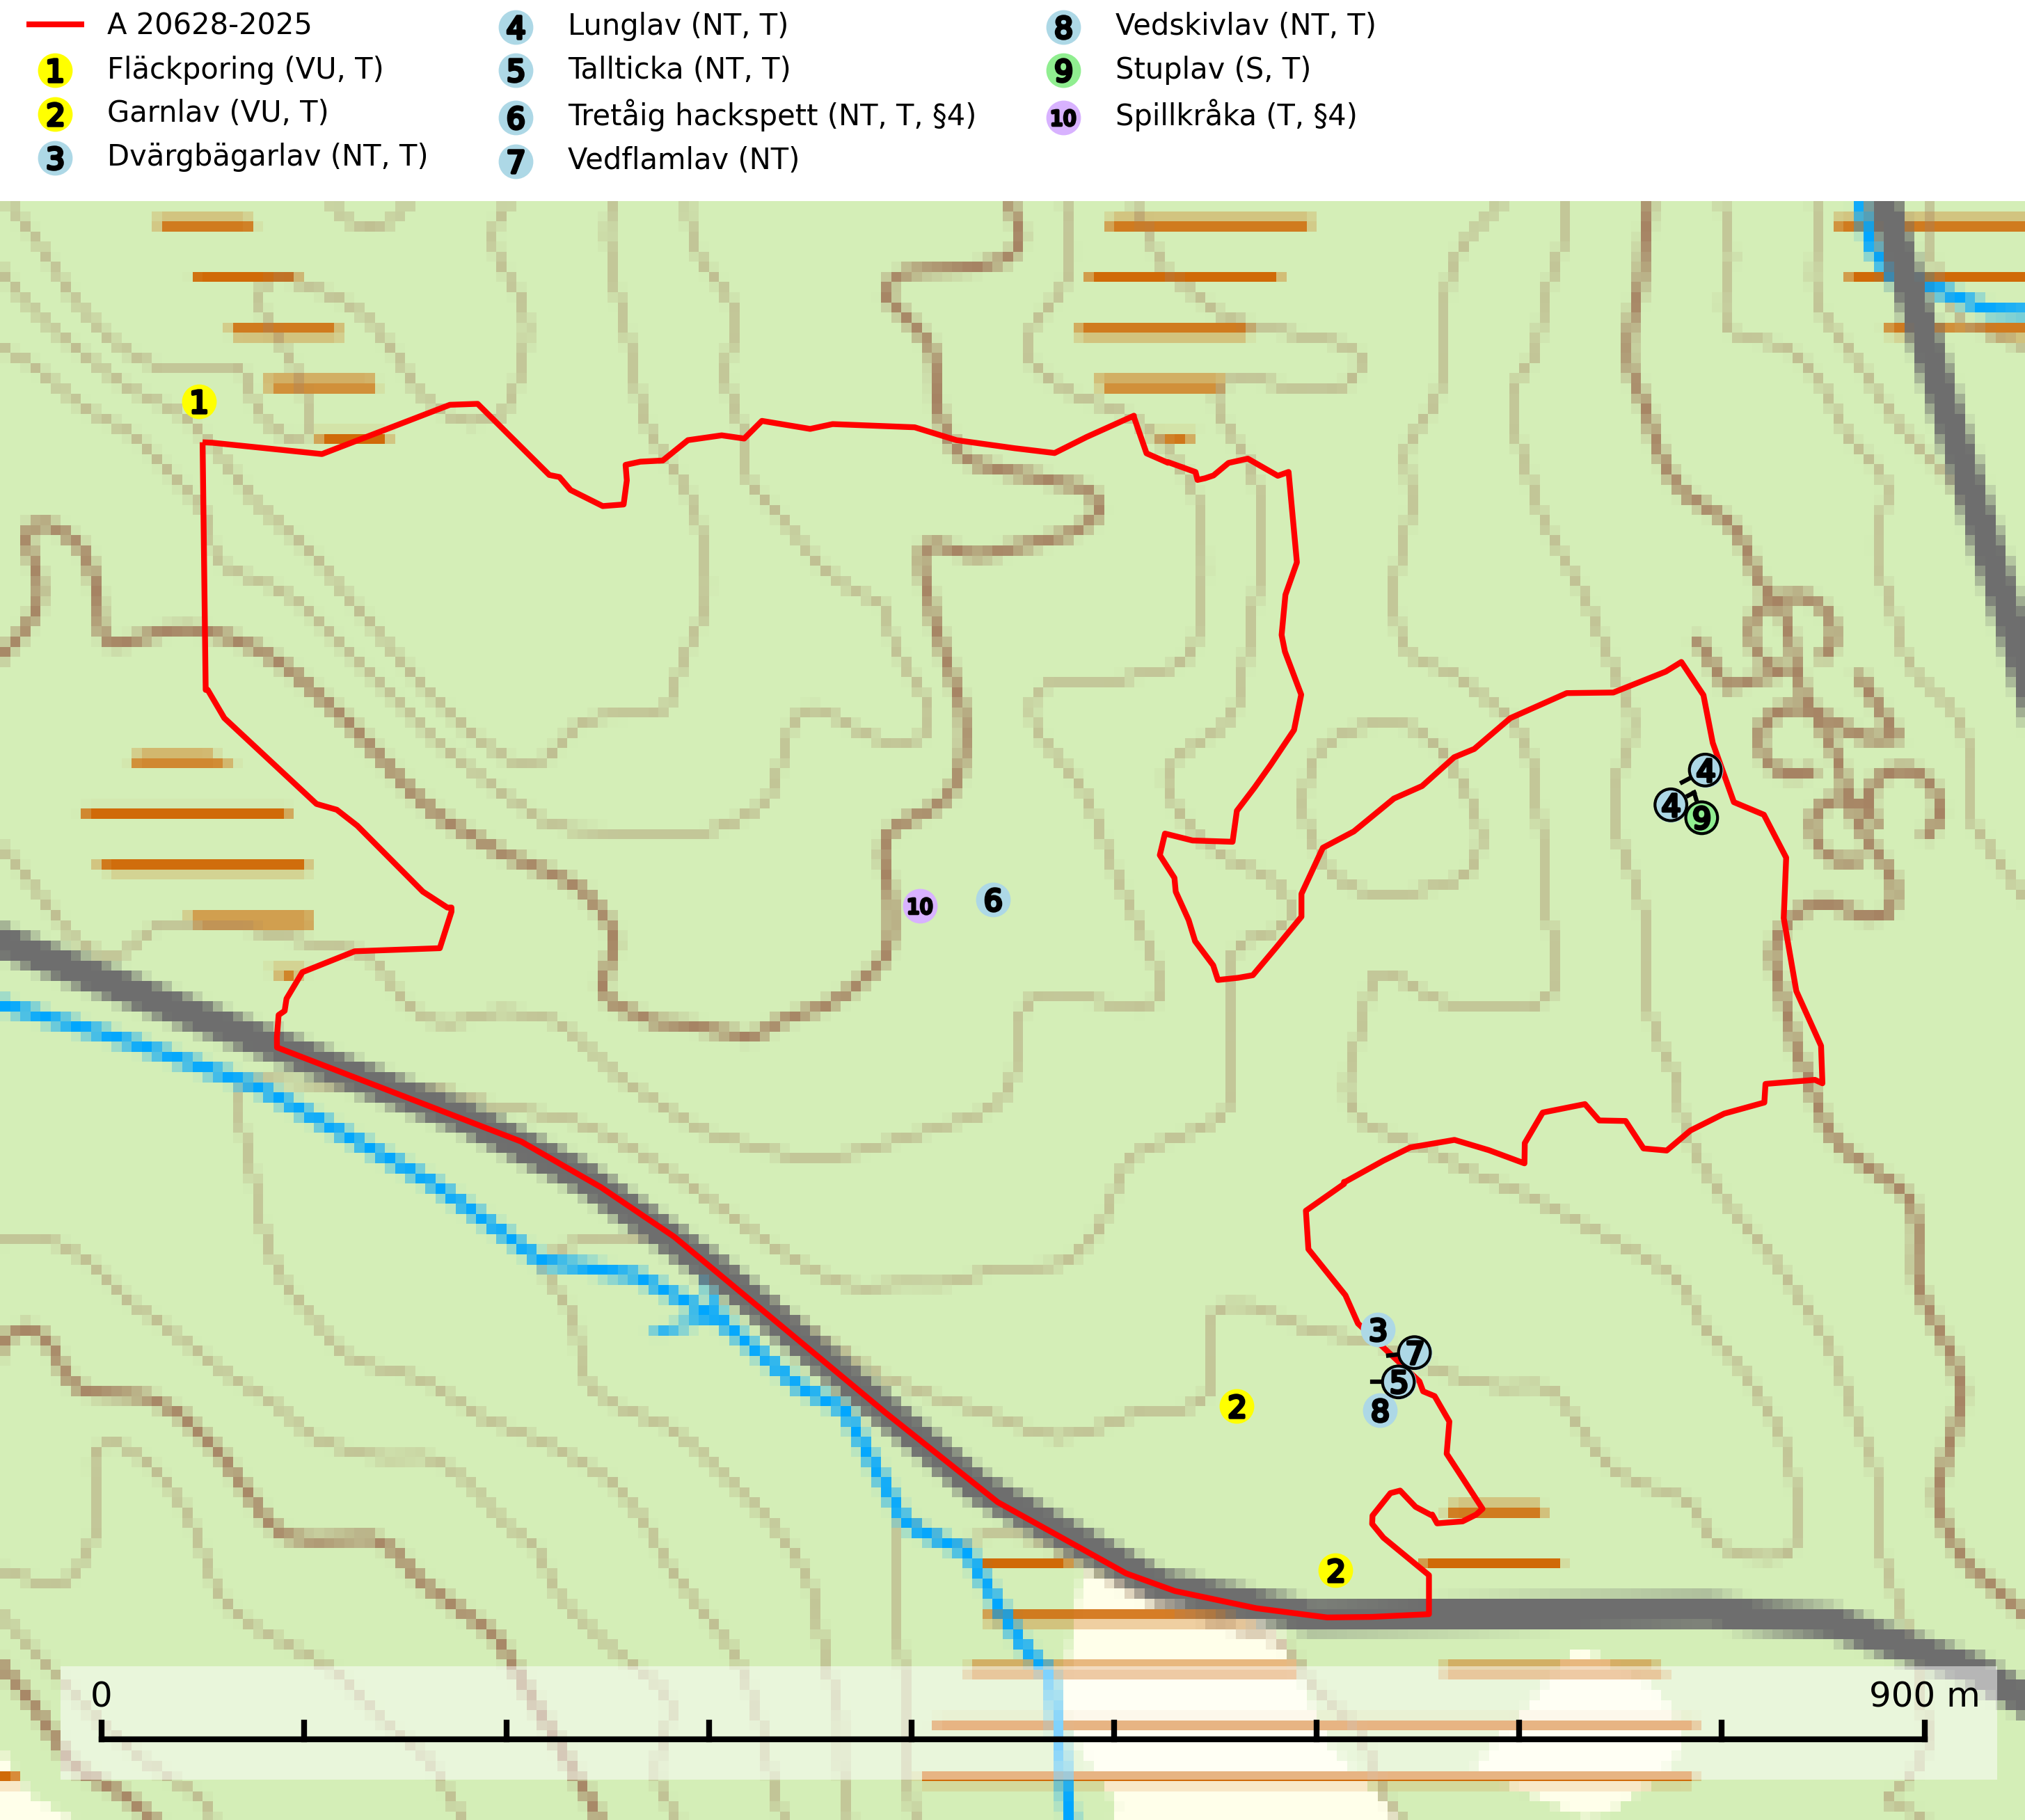 A 20628-2025
1 Fläckporing (VU, T)
2 Garnlav (VU, T)
3 Dvärgbägarlav (NT, T)
4 Lunglav (NT, T)
5 Tallticka (NT, T)
6 Tretåig hackspett (NT, T, §4)
7 Vedflamlav (NT)
8 Vedskivlav (NT, T)
9 Stuplav (S, T)
10 Spillkråka (T, §4)
1
4
4
9
10
6
3
7
5
2
8
2
0
900 m